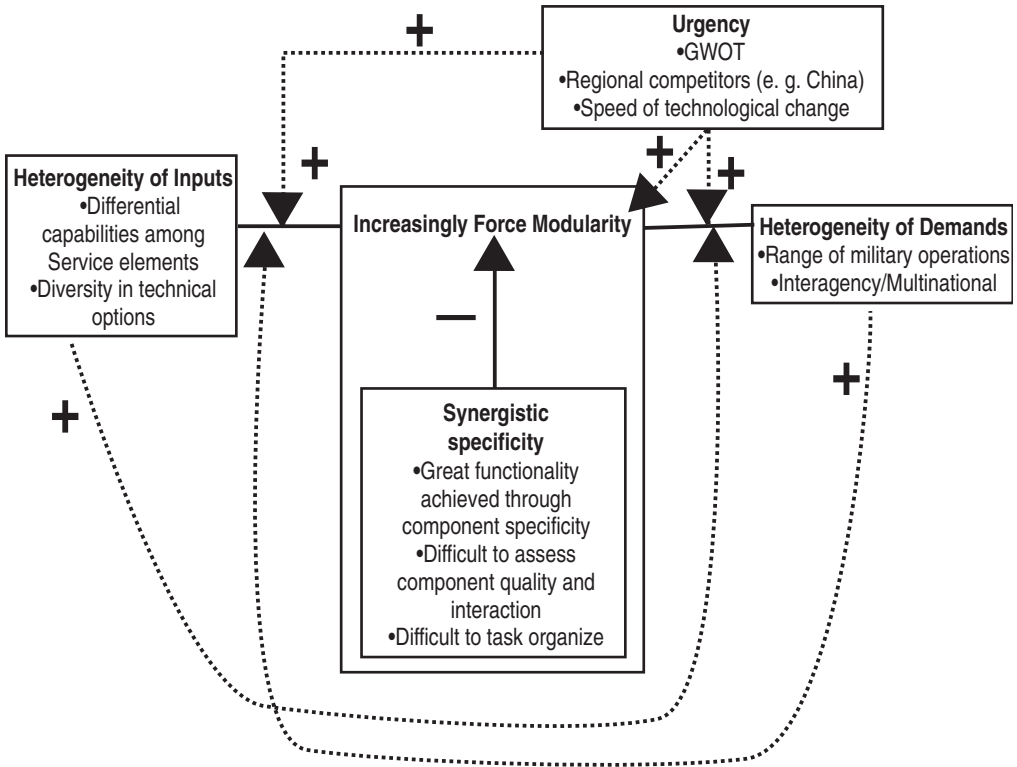 Urgency
•GWOT
•Regional competitors (e. g. China)
•Speed of technological change
+
+
+
+
Heterogeneity of Inputs
•Differential
capabilities among
Service elements
•Diversity in technical
options
Increasingly Force Modularity
Heterogeneity of Demands
•Range of military operations
•Interagency/Multinational
–
+
+
Synergistic
specificity
•Great functionality
achieved through
component specificity
•Difficult to assess
component quality and
interaction
•Difficult to task organize